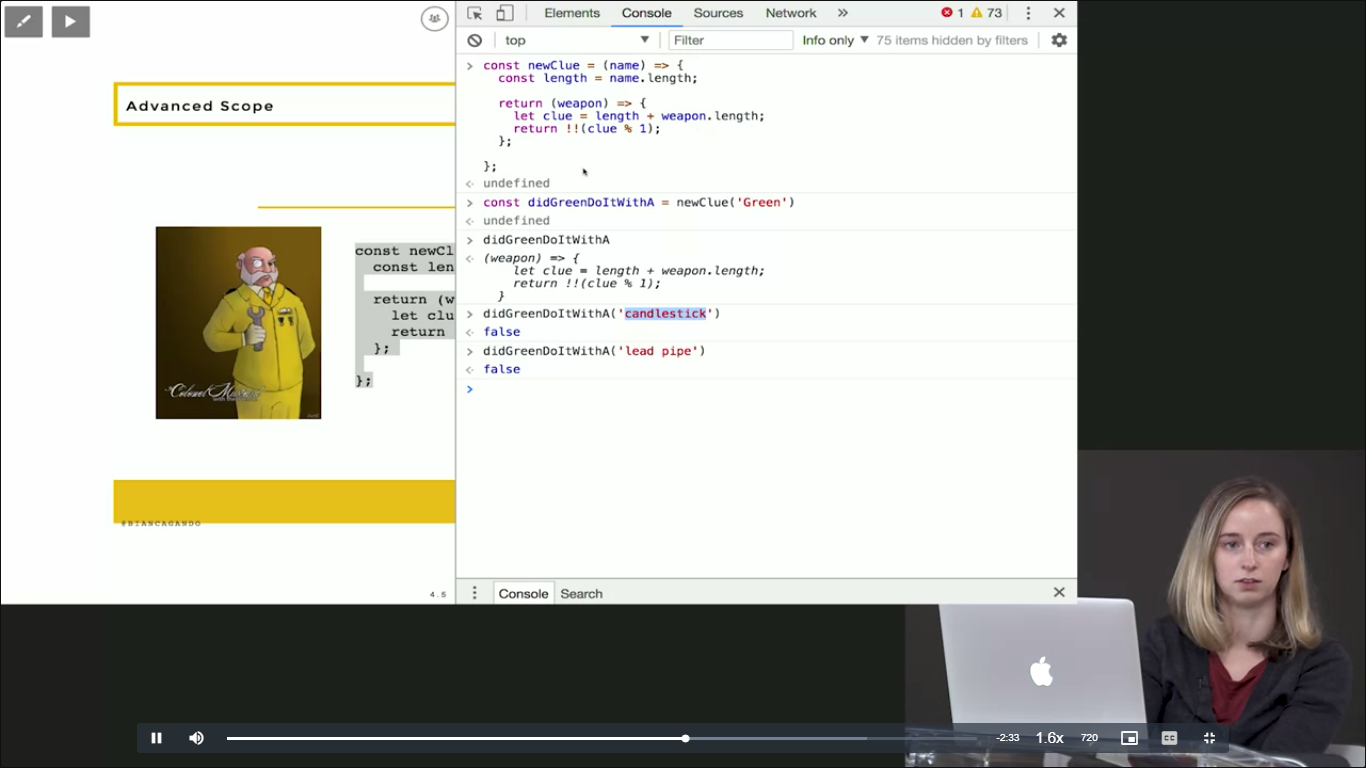 Elements Console Sources Network » 1 73
top Filter Info only 75 items hidden by filters
Advanced Scope
const newClue = (name) => {
const length = name.length;
return (weapon) => {
let clue = length + weapon.length;
return !!(clue % 1);
};
};
undefined
const didGreenDoItWithA = newClue('Green')
undefined
didGreenDoItWithA
(weapon) => {
let clue = length + weapon.length;
return !!(clue % 1);
}
didGreenDoItWithA('candlestick')
false
didGreenDoItWithA('lead pipe')
false
const newCl
const len
return (w
let clu
return
};
};
Colonel Mustard
#BIANCAGANDO
4.5
Console Search
-2:33 1.6x 720 CC